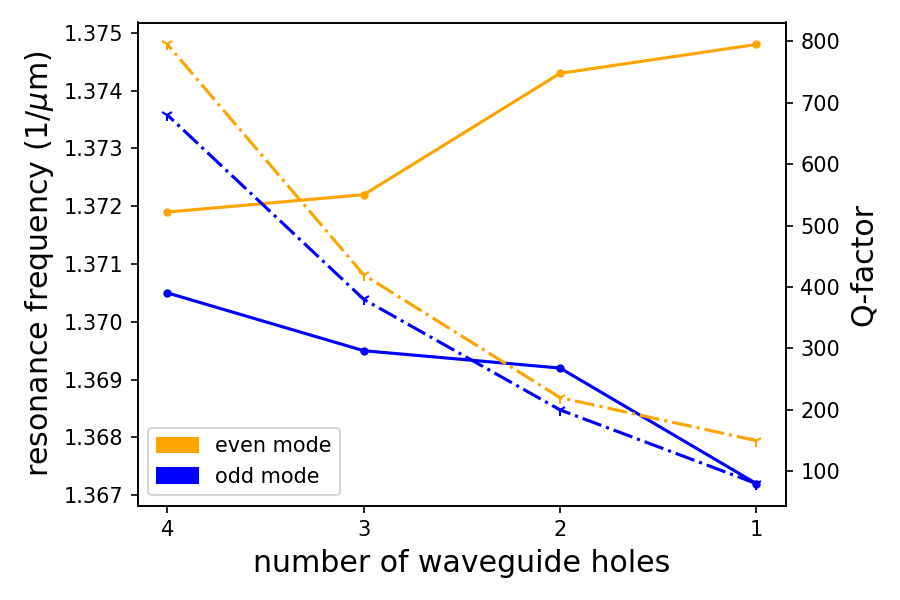 resonance frequency (1/μm)
1.375
1.374
1.373
1.372
1.371
1.370
1.369
1.368
1.367
even mode
odd mode
4 3 2 1
number of waveguide holes
800
700
600
500
400
300
200
100
Q-factor